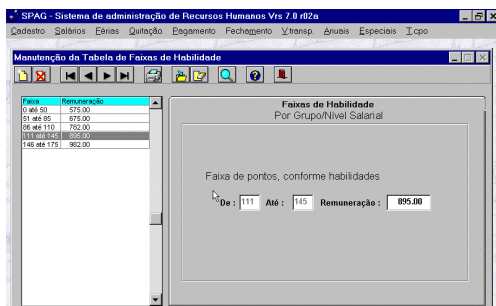 SPAG - Sistema de administração de Recursos Humanos Vrs 7.0 r02a
Cadastro Salários Férias Quitação Pagamento Fechamento V.transp. Anuais Especiais T.cpo
Manutenção da Tabela de Faixas de Habilidade
Faixa Remuneração
0 até 50 575.00
51 até 85 675.00
86 até 110 782.00
111 até 145 895.00
146 até 175 982.00
Faixas de Habilidade
Por Grupo/Nível Salarial
Faixa de pontos, conforme habilidades
De : 111 Até : 145 Remuneração : 895.00